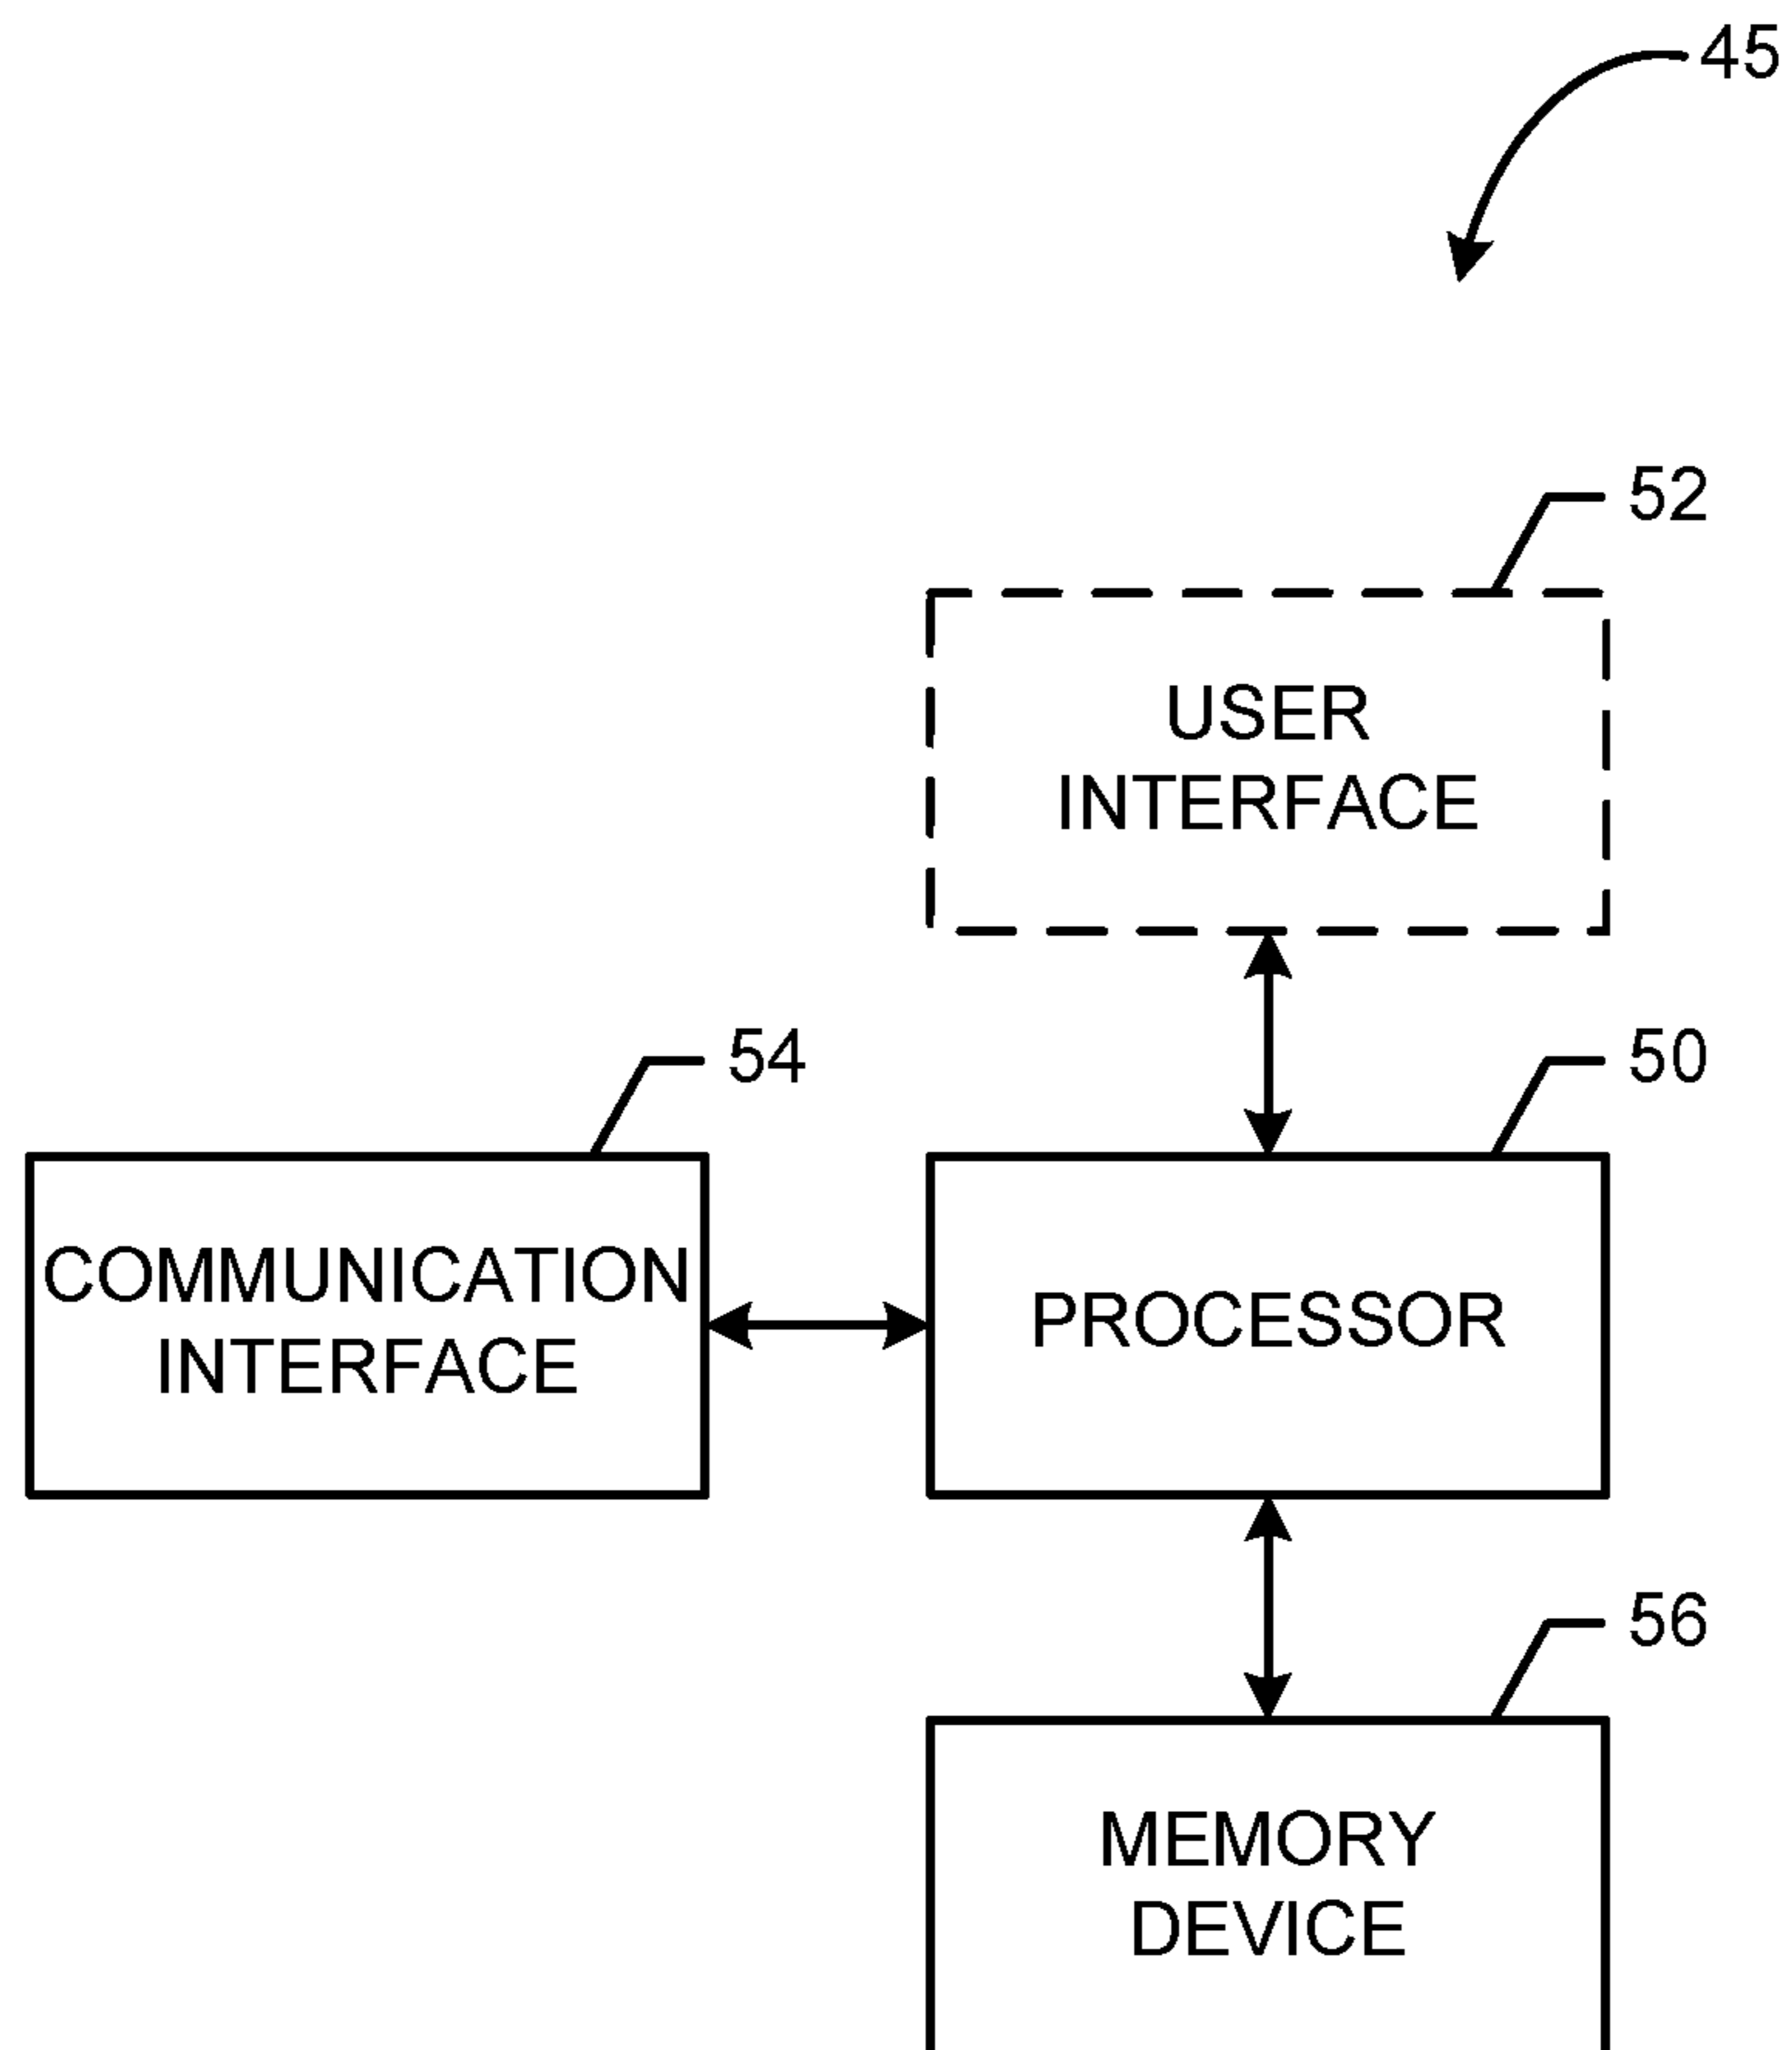 45
52
USER
INTERFACE
54
50
COMMUNICATION
INTERFACE
PROCESSOR
56
MEMORY
DEVICE